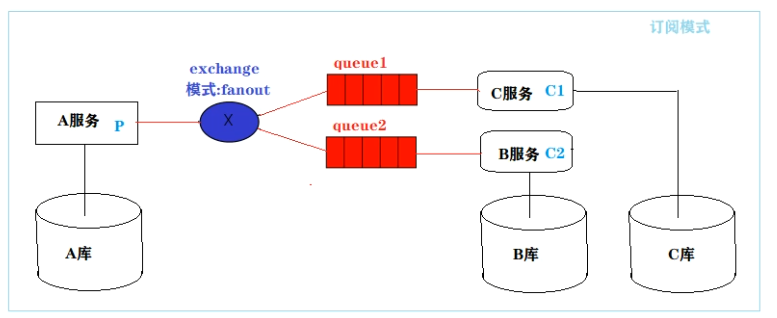 订阅模式
exchange
模式:fanout
queue1
queue2
A服务 P
X
C服务 C1
B服务 C2
A库
B库
C库